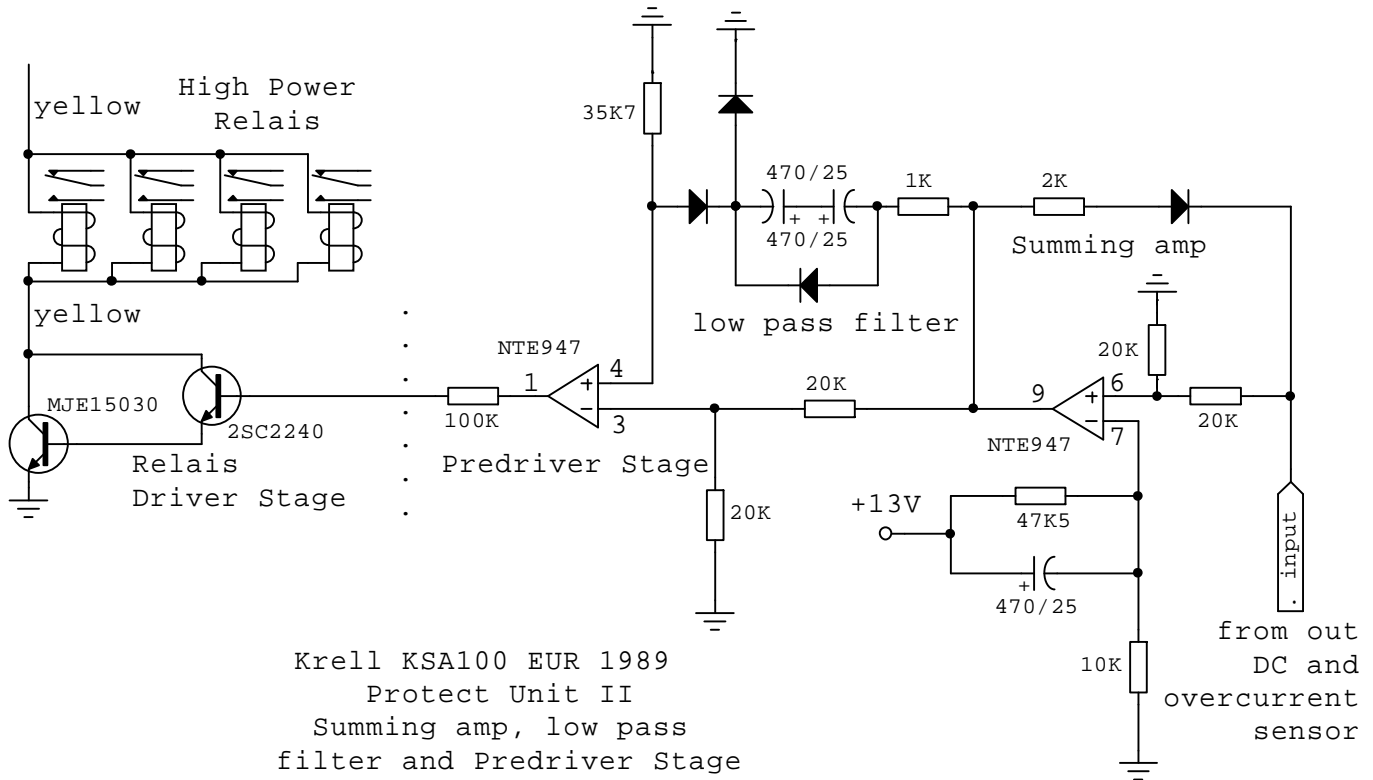 High Power
Relais
yellow
35K7
470/25
470/25
1K
2K
Summing amp
low pass filter
yellow
NTE947
1
4
3
+
−
100K
Predriver Stage
MJE15030
2SC2240
Relais
Driver Stage
20K
20K
9
6
7
+
−
NTE947
20K
20K
+13V
47K5
+
470/25
10K
. input
from out
DC and
overcurrent
sensor
Krell KSA100 EUR 1989
Protect Unit II
Summing amp, low pass
filter and Predriver Stage